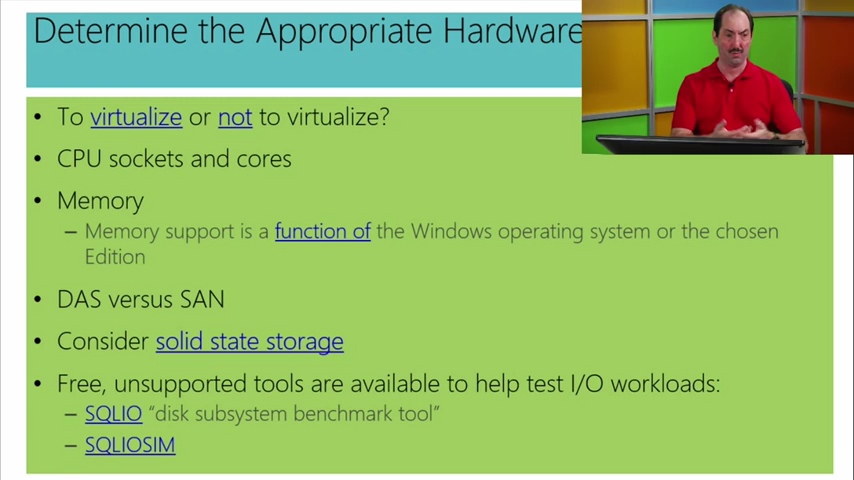 Determine the Appropriate Hardware
• To virtualize or not to virtualize?
• CPU sockets and cores
• Memory
– Memory support is a function of the Windows operating system or the chosen
Edition
• DAS versus SAN
• Consider solid state storage
• Free, unsupported tools are available to help test I/O workloads:
– SQLIO “disk subsystem benchmark tool”
– SQLIOSIM